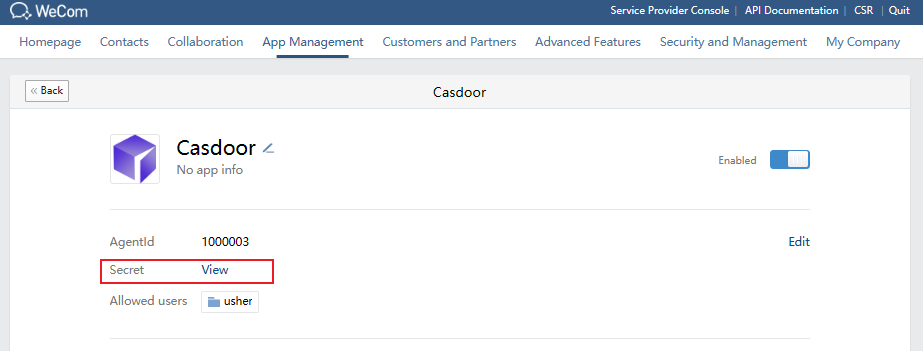 WeCom
Service Provider Console | API Documentation | CSR | Quit
Homepage Contacts Collaboration App Management Customers and Partners Advanced Features Security and Management My Company
« Back
Casdoor
Casdoor
No app info
Enabled
AgentId 1000003 Edit
Secret View
Allowed users usher